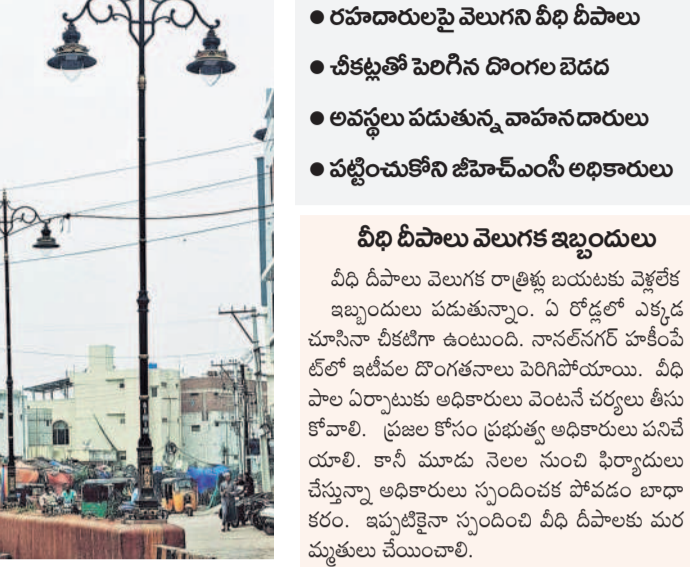 ● రహదారులపై వెలుగని వీధి దీపాలు
● చీకట్లతో పెరిగిన దొంగల బెడద
● అవస్థలు పడుతున్న వాహనదారులు
● పట్టించుకోని జీహెచ్ఎంసీ అధికారులు
వీధి దీపాలు వెలుగక ఇబ్బందులు
వీధి దీపాలు వెలుగక రాత్రిళ్లు బయటకు వెళ్లలేక
ఇబ్బందులు పడుతున్నాం. ఏ రోడ్లలో ఎక్కడ
చూసినా చీకటిగా ఉంటుంది. నానల్‌నగర్ హకీంపే
ట్‌లో ఇటీవల దొంగతనాలు పెరిగిపోయాయి. వీధి
పాల ఏర్పాటుకు అధికారులు వెంటనే చర్యలు తీసు
కోవాలి. ప్రజల కోసం ప్రభుత్వ అధికారులు పనిచే
యాలి. కానీ మూడు నెలల నుంచి ఫిర్యాదులు
చేస్తున్నా అధికారులు స్పందించక పోవడం బాధా
కరం. ఇప్పటికైనా స్పందించి వీధి దీపాలకు మర
మ్మతులు చేయించాలి.